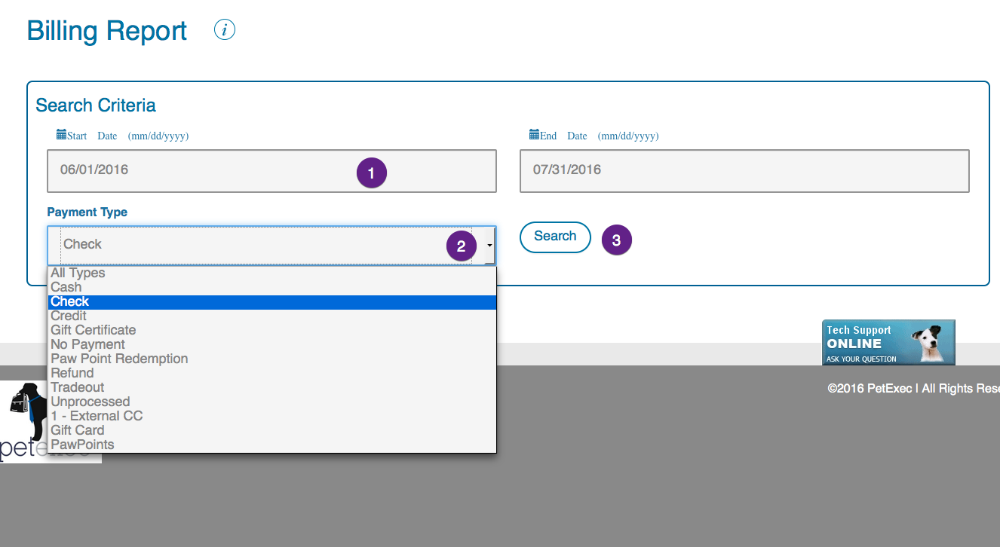 Billing Report i
Search Criteria
Start Date (mm/dd/yyyy)
End Date (mm/dd/yyyy)
06/01/2016
1
07/31/2016
Payment Type
Check
2
Search
3
All Types
Cash
Check
Credit
Gift Certificate
No Payment
Paw Point Redemption
Refund
Tradeout
Unprocessed
1 - External CC
Gift Card
PawPoints
Tech Support
ONLINE
ASK YOUR QUESTION
©2016 PetExec | All Rights Rese
pet